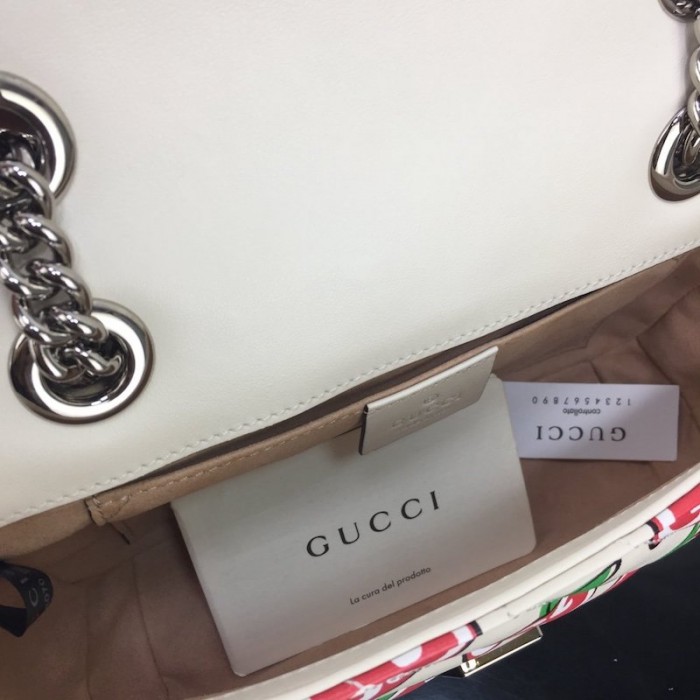 GUCCI
La cura del prodotto
GUCCI
controllato
1234567890